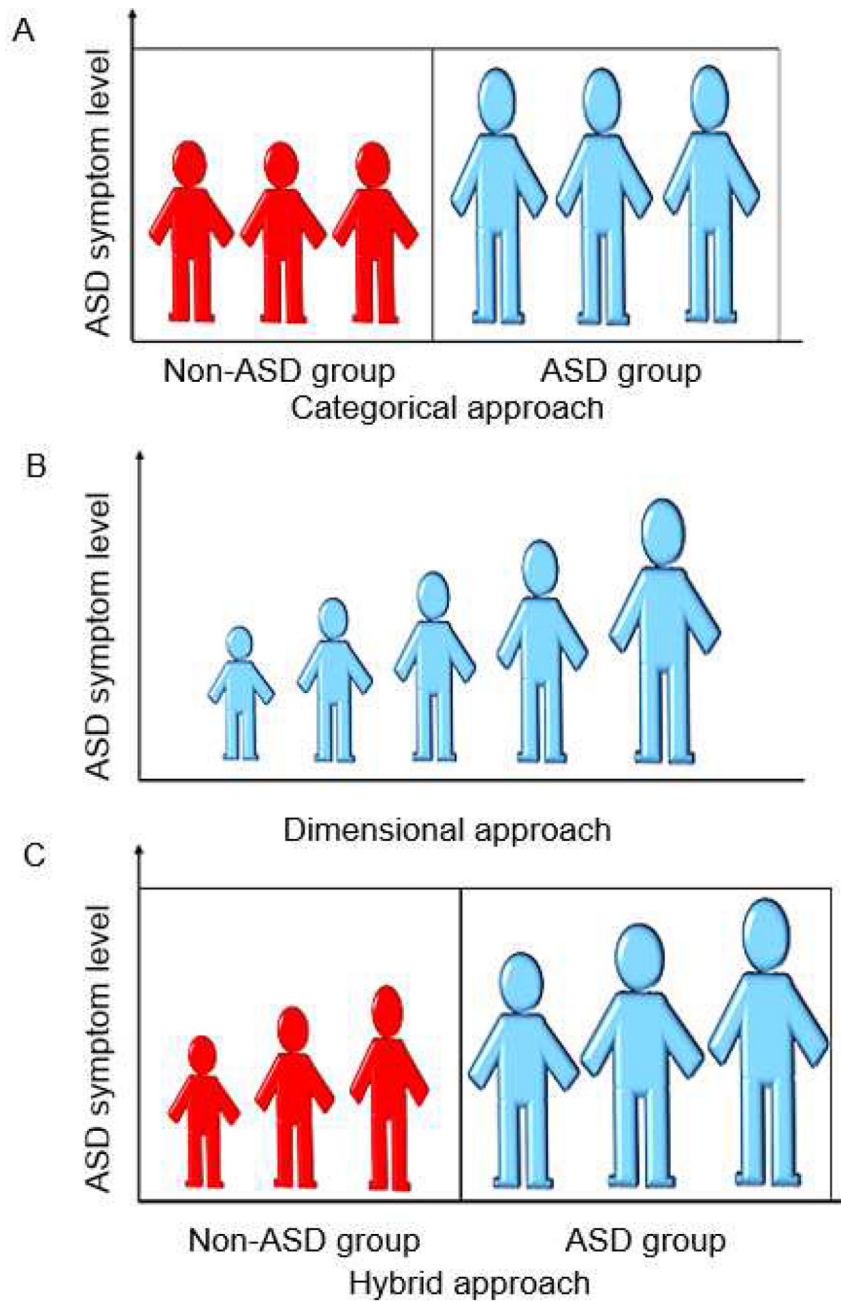 A
ASD symptom level
Non-ASD group
ASD group
Categorical approach
B
ASD symptom level
Dimensional approach
C
ASD symptom level
Non-ASD group
ASD group
Hybrid approach